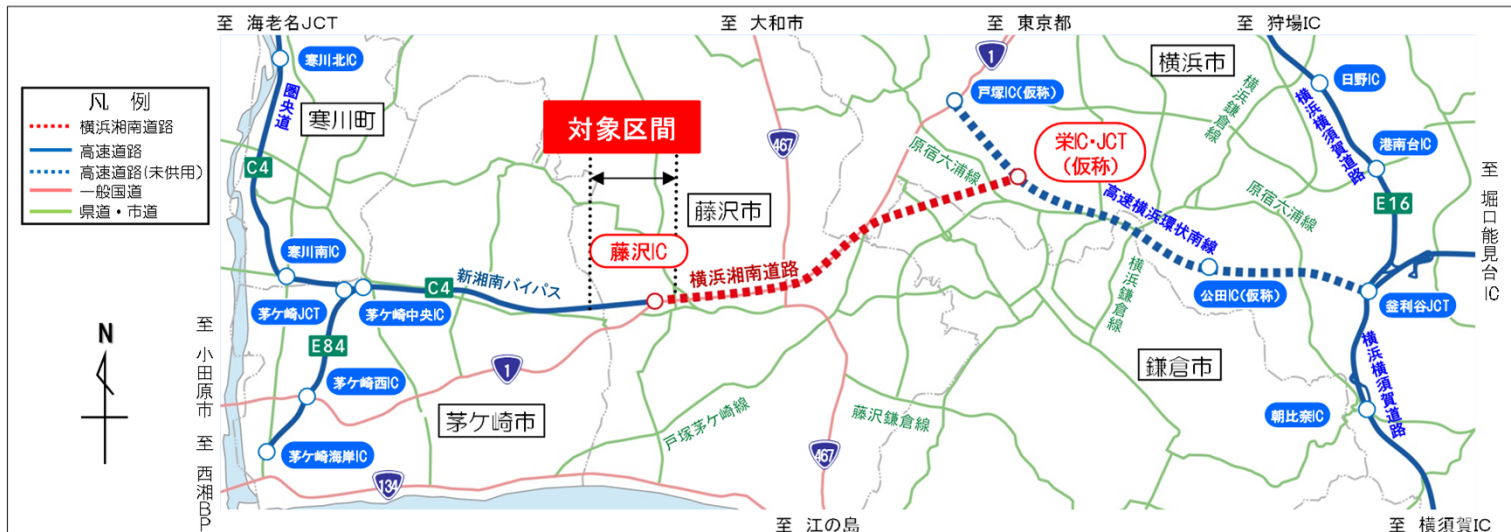 至 海老名JCT
至 大和市
至 東京都
至 狩場IC
凡 例
横浜湘南道路
高速道路
高速道路(未供用)
一般国道
県道・市道
寒川北IC
圏央道
寒川町
C4
対象区間
467
1
戸塚IC(仮称)
横浜市
横浜鎌倉線
日野IC
横浜横須賀道路
港南台IC
栄IC・JCT
(仮称)
原宿六浦線
藤沢市
高速横浜環状南線
原宿六浦線
E16
至 堀口能見台IC
藤沢IC
横浜湘南道路
寒川南IC
新湘南バイパス
C4
茅ケ崎JCT
茅ケ崎中央IC
横浜鎌倉線
公田IC(仮称)
釜利谷JCT
N
至 小田原市
E84
1
茅ケ崎西IC
茅ケ崎市
戸塚茅ケ崎線
藤沢鎌倉線
鎌倉市
横浜横須賀道路
朝比奈IC
茅ケ崎海岸IC
467
134
至 西湘BP
至 江の島
至 横須賀IC